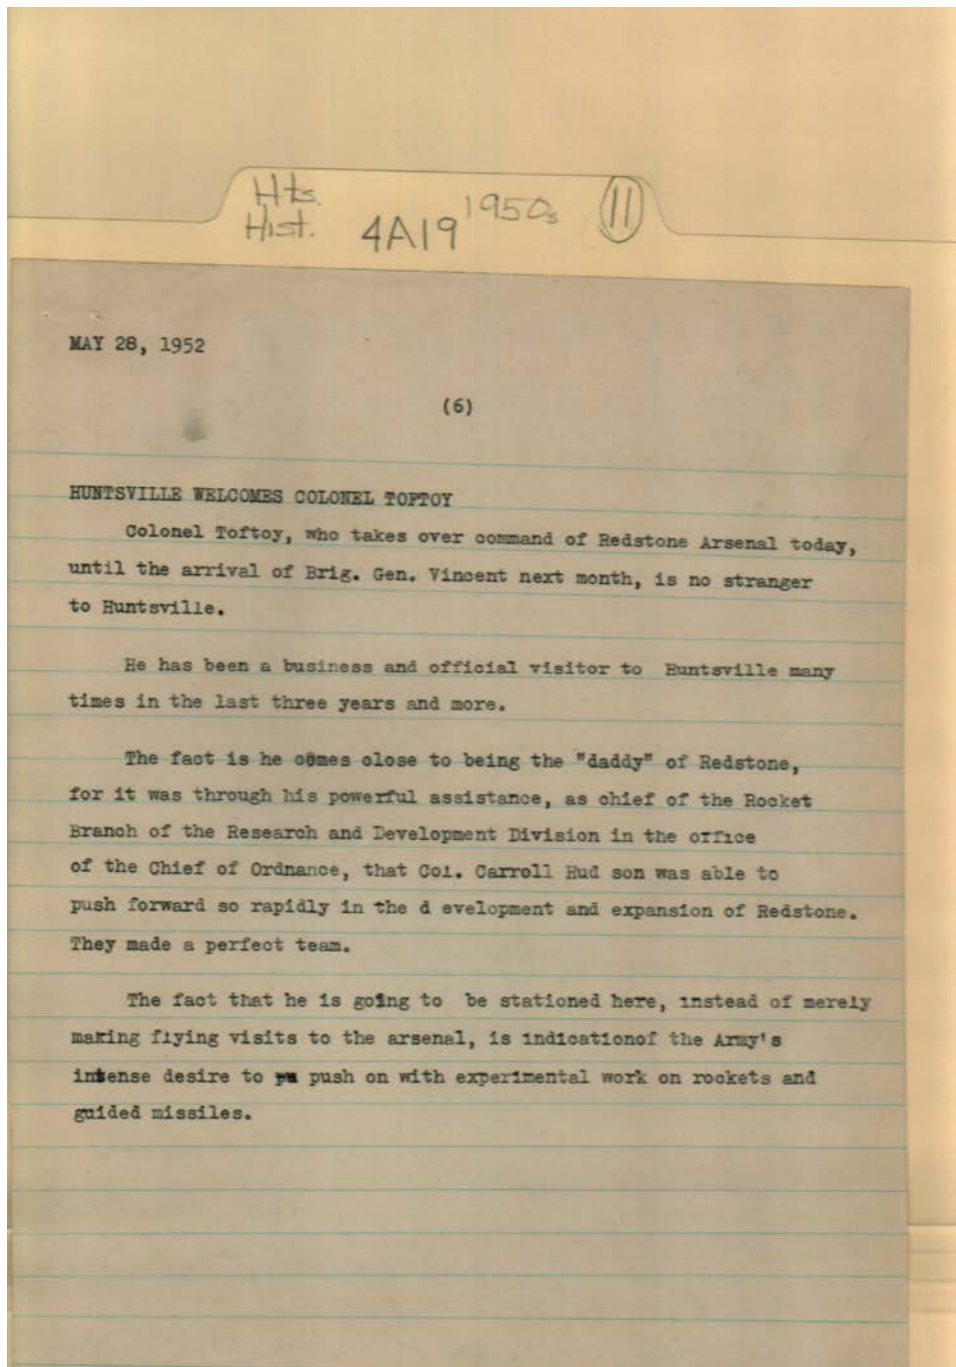 Hts.
Hist. 4A19 1950s 11
MAY 28, 1952
(6)
HUNTSVILLE WELCOMES COLONEL TOFTOY
Colonel Toftoy, who takes over command of Redstone Arsenal today,
until the arrival of Brig. Gen. Vincent next month, is no stranger
to Huntsville.
He has been a business and official visitor to Huntsville many
times in the last three years and more.
The fact is he comes close to being the "daddy" of Redstone,
for it was through his powerful assistance, as chief of the Rocket
Branch of the Research and Development Division in the office
of the Chief of Ordnance, that Col. Carroll Hud son was able to
push forward so rapidly in the d evelopment and expansion of Redstone.
They made a perfect team.
The fact that he is going to be stationed here, instead of merely
making flying visits to the arsenal, is indicationof the Army's
intense desire to push on with experimental work on rockets and
guided missiles.